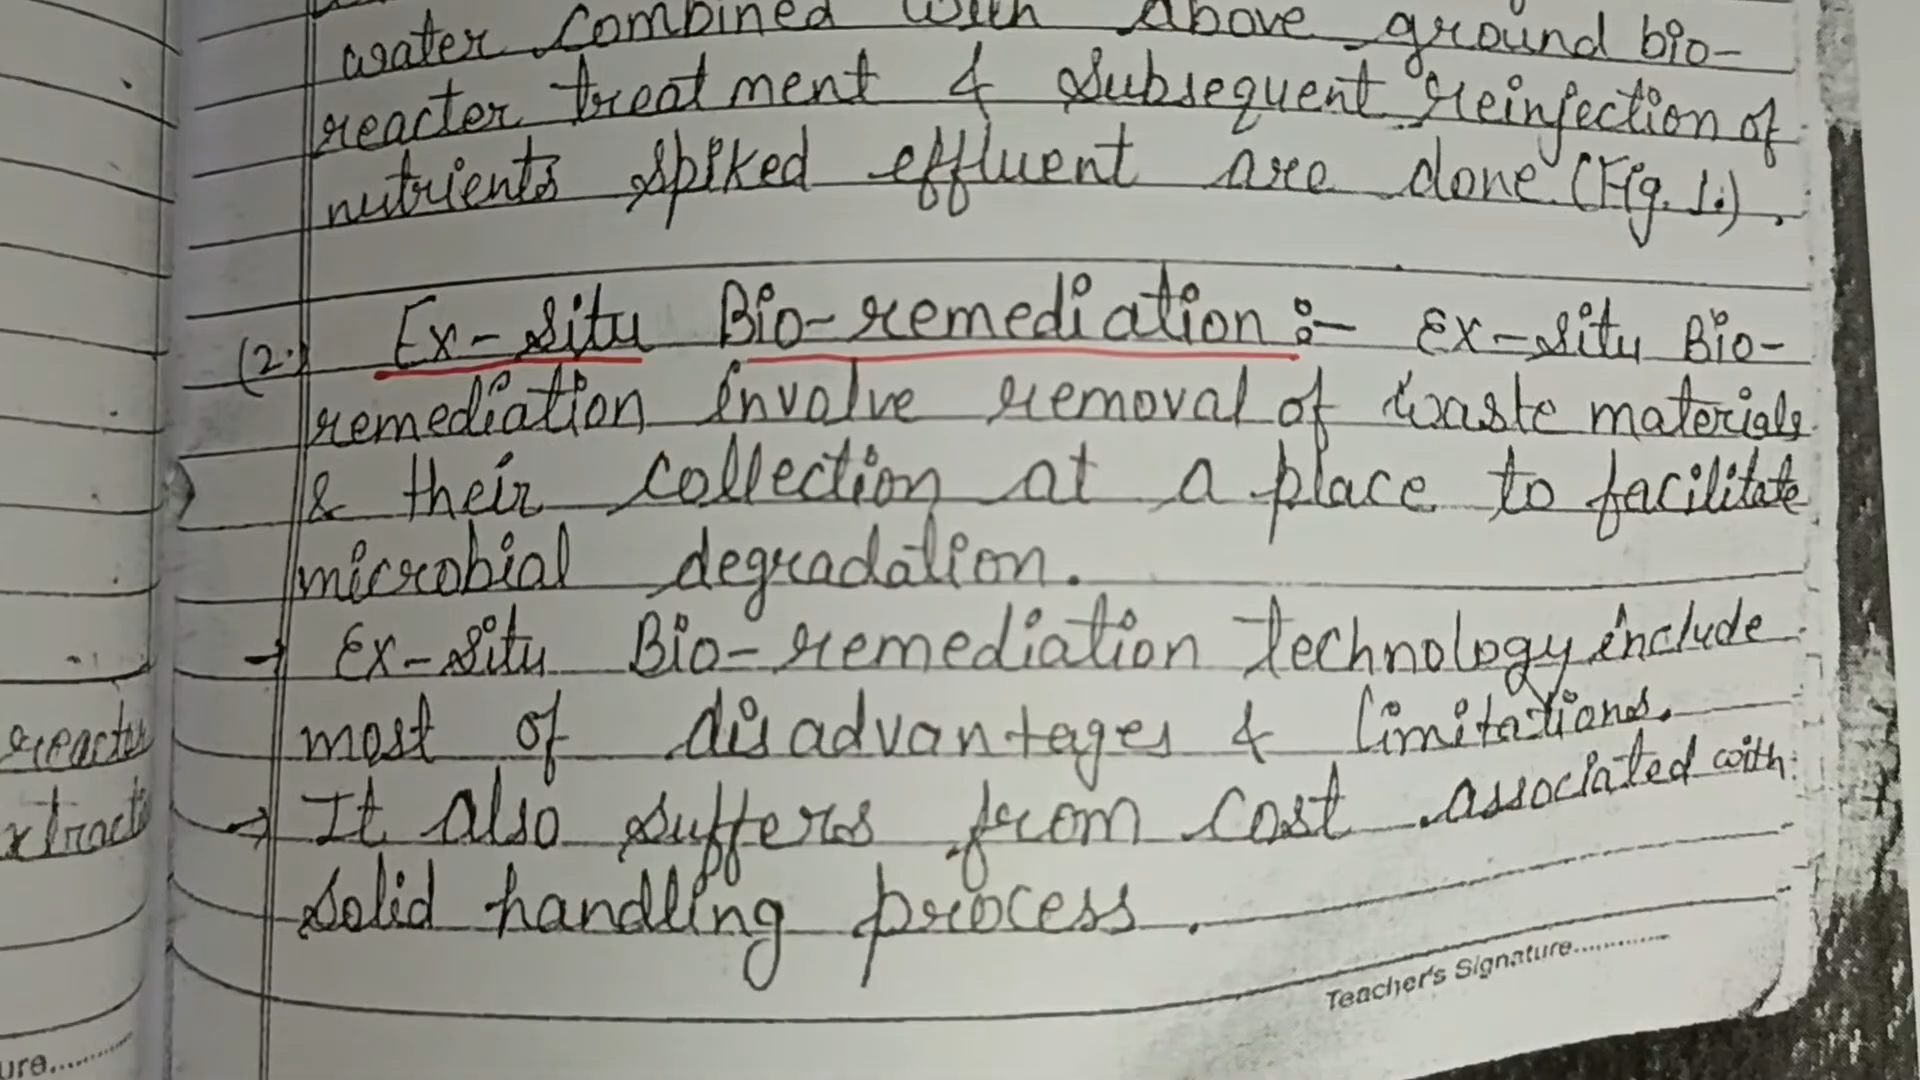 water combined with above ground bio-
reacter treatment & subsequent reinjection of
nutrients spiked effluent are done (Fig. 1.).
(2.) Ex-situ Bio-remediation :- Ex-situ Bio-
remediation involve removal of waste materials
& their collection at a place to facilitate
microbial degradation.
→ Ex-situ Bio-remediation technology include
most of disadvantages & limitations.
→ It also suffers from cost associated with
solid handling process.
Teacher's Signature.............